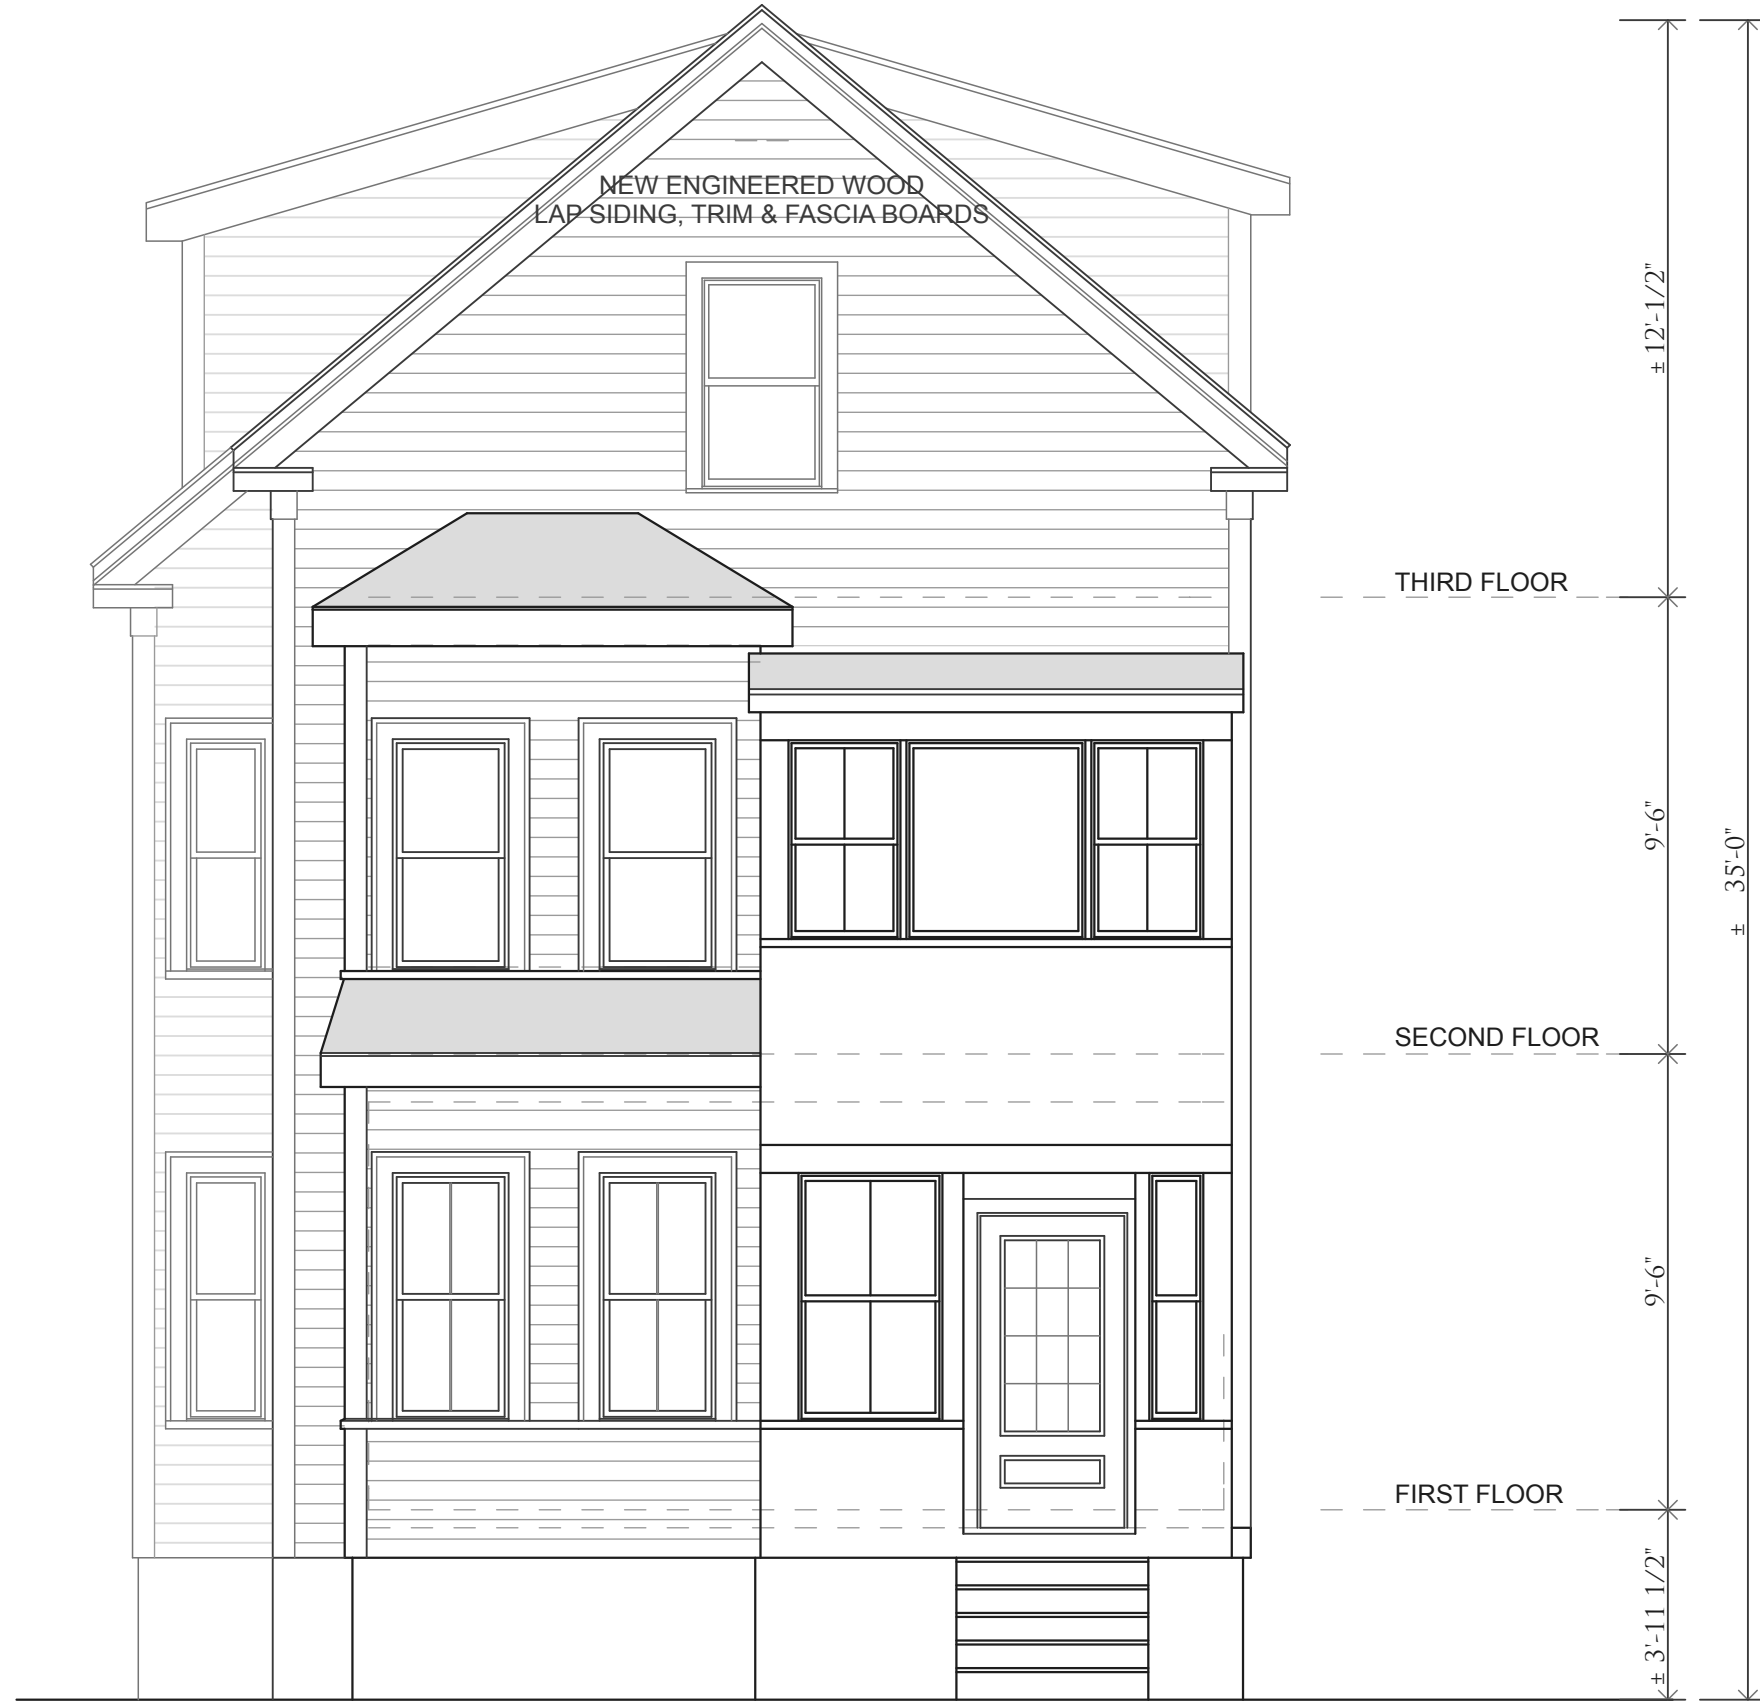 NEW ENGINEERED WOOD
LAP SIDING, TRIM & FASCIA BOARDS
± 12'-1/2"
THIRD FLOOR
9'-6"
± 35'-0"
SECOND FLOOR
9'-6"
FIRST FLOOR
± 3'-11 1/2"